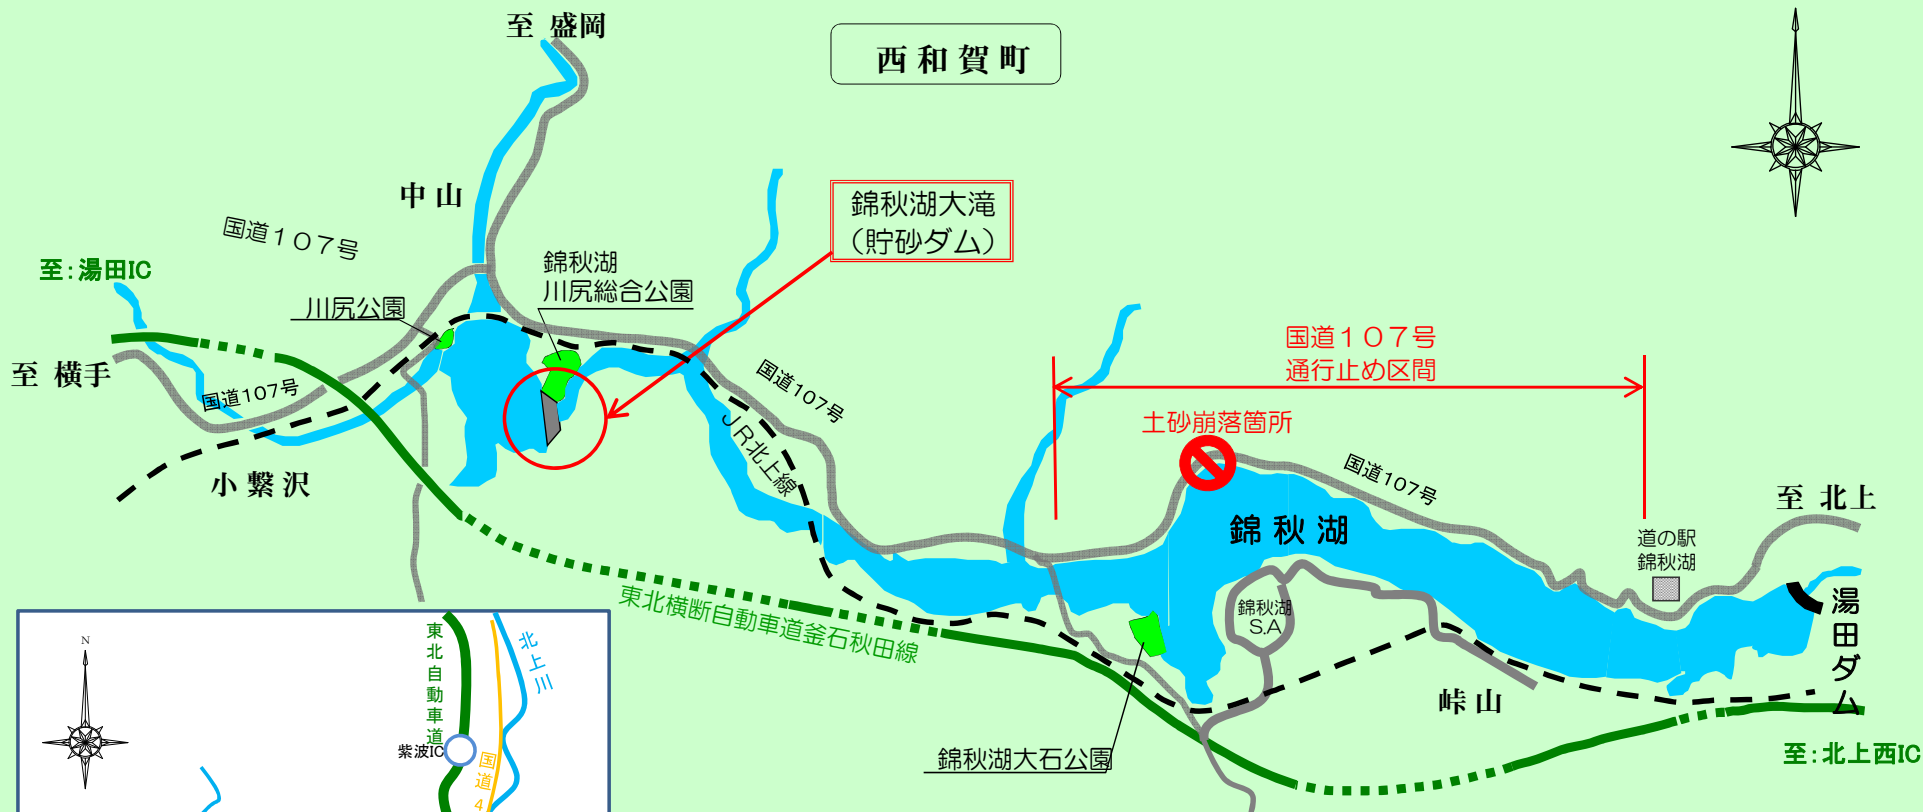 至 盛岡
西和賀町
中山
錦秋湖大滝
（貯砂ダム）
国道１０７号
至：湯田IC
錦秋湖
川尻総合公園
川尻公園
国道１０７号
通行止め区間
至 横手
国道107号
国道107号
土砂崩落箇所
JR北上線
国道107号
小繋沢
至 北上
錦秋湖
道の駅
錦秋湖
東北横断自動車道釜石秋田線
錦秋湖
S.A
湯田ダム
峠山
錦秋湖大石公園
至：北上西IC
N
東北自動車道
北上川
紫波IC
国道4